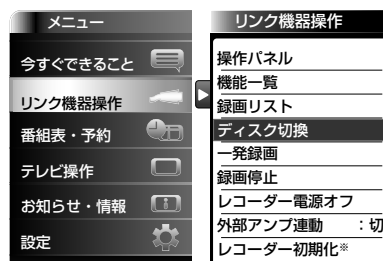 メニュー
今すぐできること
リンク機器操作
番組表・予約
テレビ操作
お知らせ・情報
設定
リンク機器操作
操作パネル
機能一覧
録画リスト
ディスク切換
一発録画
録画停止
レコーダー電源オフ
外部アンプ連動　：切
レコーダー初期化※